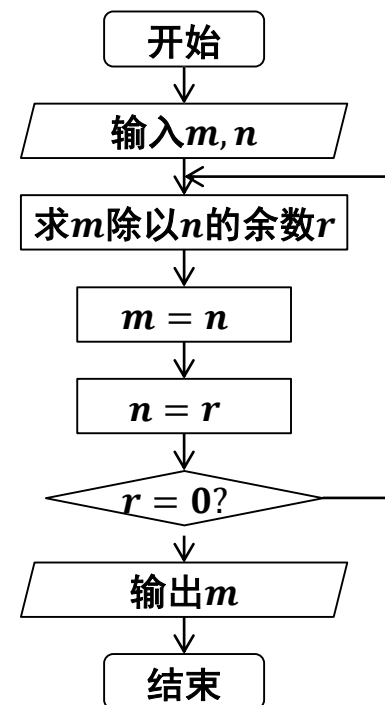 开始
输入m, n
求m除以n的余数r
m = n
n = r
r = 0?
输出m
结束